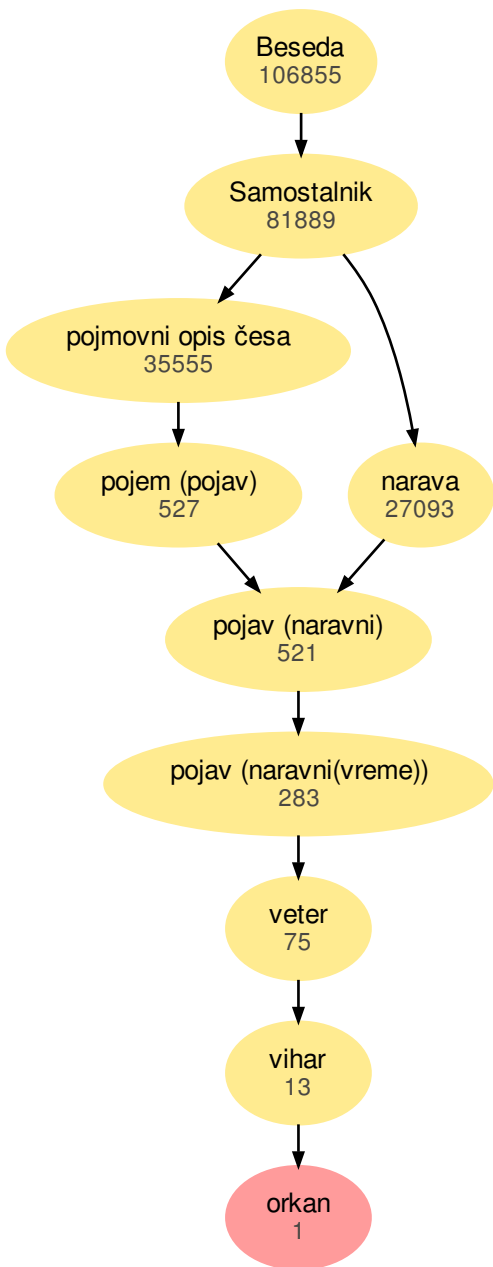 Beseda
106855
Samostalnik
81889
pojmovni opis česa
35555
pojem (pojav)
527
narava
27093
pojav (naravni)
521
pojav (naravni(vreme))
283
veter
75
vihar
13
orkan
1